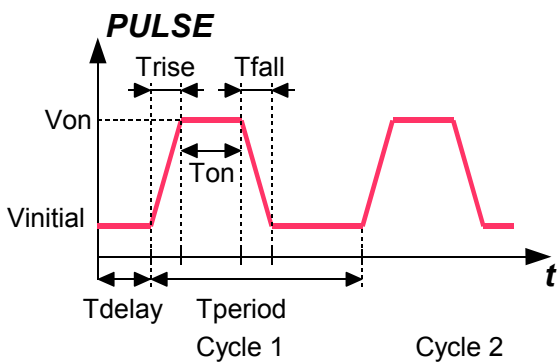 PULSE
Trise Tfall
Von
Ton
Vinitial
t
Tdelay Tperiod
Cycle 1 Cycle 2